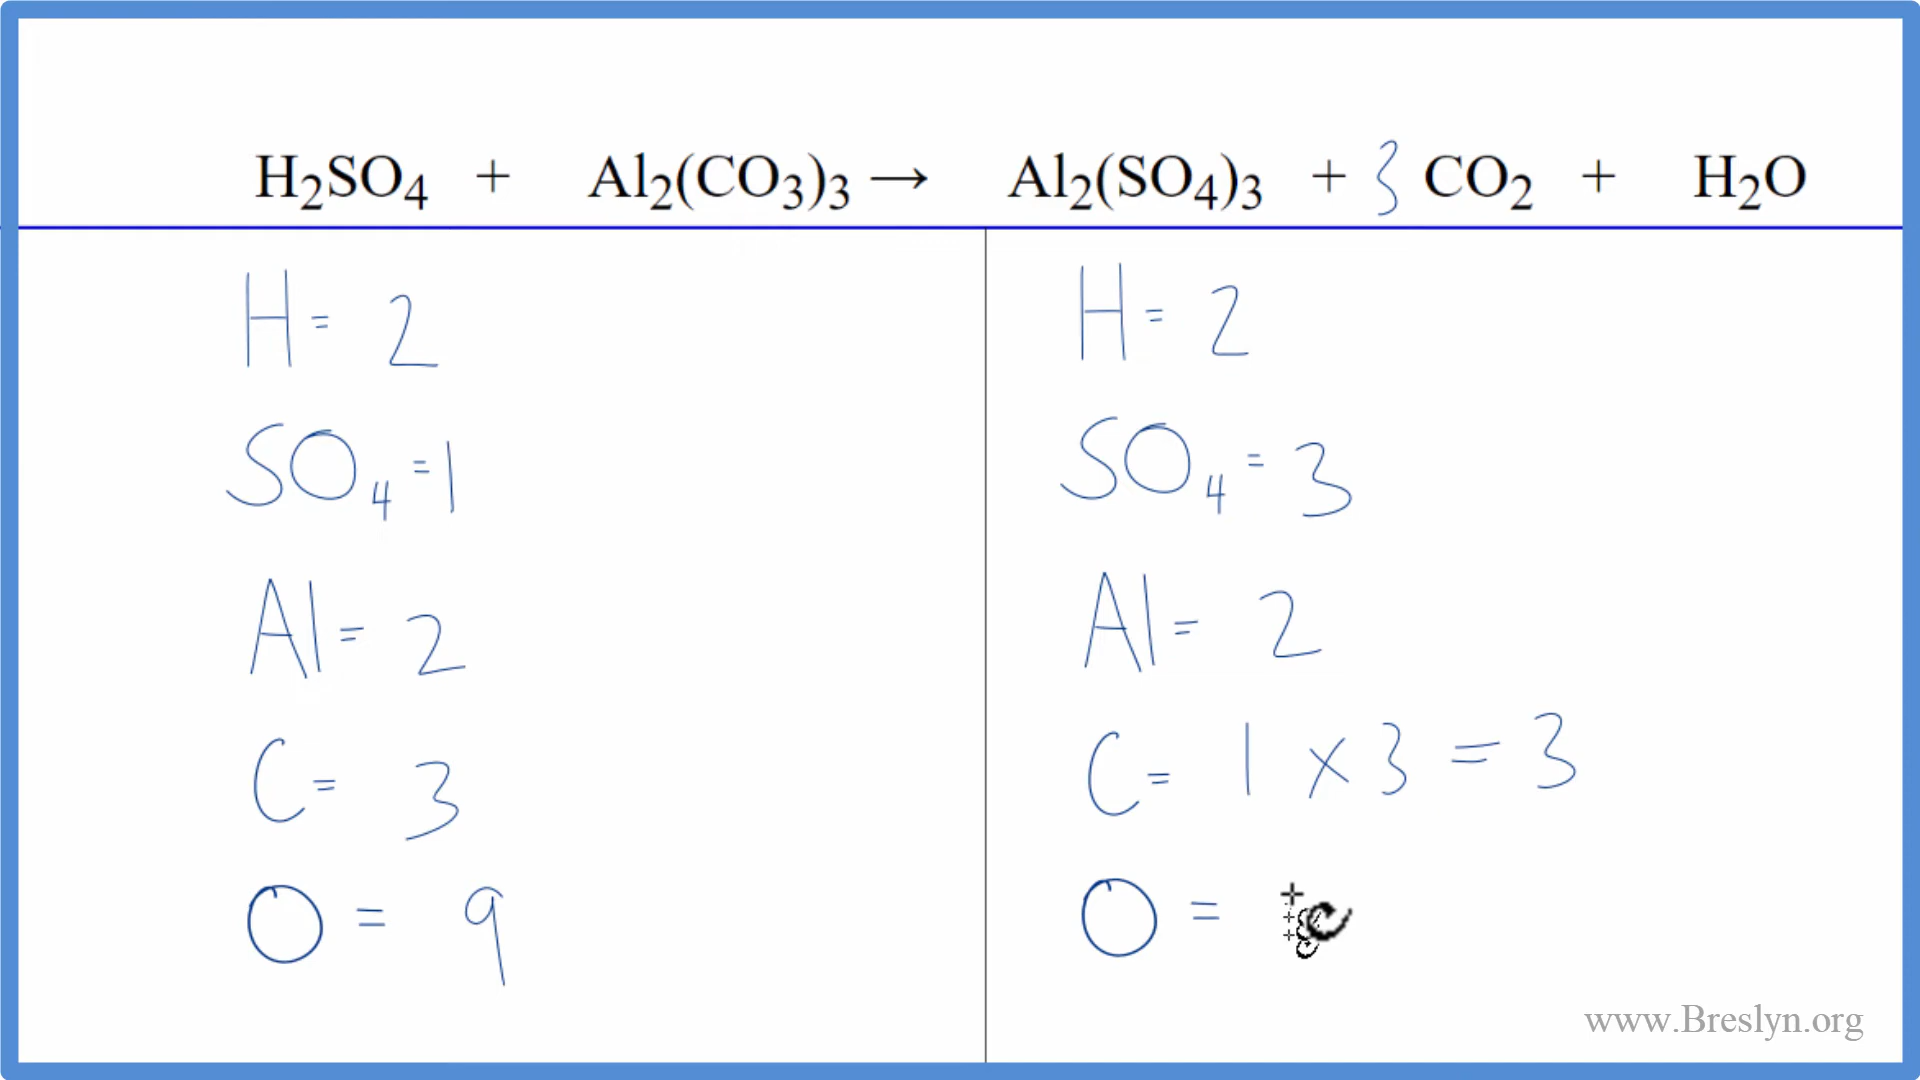 H₂SO₄ + Al₂(CO₃)₃ → Al₂(SO₄)₃ + 3 CO₂ + H₂O
H = 2
SO₄ = 1
Al = 2
C = 3
O = 9
H = 2
SO₄ = 3
Al = 2
C = 1 x 3 = 3
O =
www.Breslyn.org